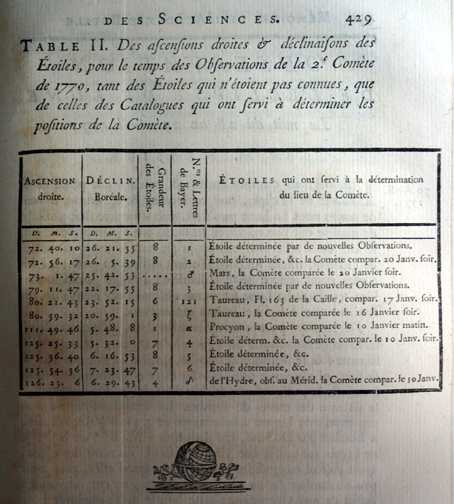 DES SCIENCES. 429
TABLE II. Des ascensions droites & déclinaisons des
Étoiles, pour le temps des Observations de la 2.e Comète
de 1770, tant des Étoiles qui n'étoient pas connues, que
de celles des Catalogues qui ont servi à déterminer les
positions de la Comète.
ASCENSION droite. | DÉCLIN. Boréale. | Grandeur des Étoiles. | N.os & Lettres de Bayer. | ÉTOILES qui ont servi à la détermination du lieu de la Comète.
D. M. S. | D. M. S.
72. 40. 10 | 26. 21. 55 | 8 | 1 | Étoile déterminée par de nouvelles Observations.
72. 56. 17 | 26. 5. 39 | 8 | 2 | Étoile déterminée, &c. la Comète compar. 20 Janv. soir.
73. 1. 47 | 25. 42. 53 | ..... | ♂ | Mars, la Comète comparée le 20 Janvier soir.
79. 11. 47 | 22. 17. 55 | 8 | 3 | Étoile déterminée par de nouvelles Observations.
80. 21. 43 | 23. 52. 15 | 6 | 121 | Taureau, Fl. 163 de la Caille, compar. 17 Janv. soir.
80. 59. 32 | 20. 59. 1 | 3 | ζ | Taureau, la Comète comparée le 16 Janvier soir.
111. 49. 46 | 5. 48. 8 | 1 | α | Procyon, la Comète comparée le 10 Janvier matin.
125. 25. 33 | 5. 32. 0 | 7 | 4 | Étoile déterm. &c. la Comète compar. le 10 Janv. soir.
125. 36. 40 | 6. 16. 53 | 8 | 5 | Étoile déterminée, &c.
125. 54. 36 | 7. 23. 47 | 7 | 6 | Étoile déterminée, &c.
126. 23. 6 | 6. 29. 43 | 4 | δ | de l'Hydre, obs. au Mérid. la Comète compar. le 10 Janv.